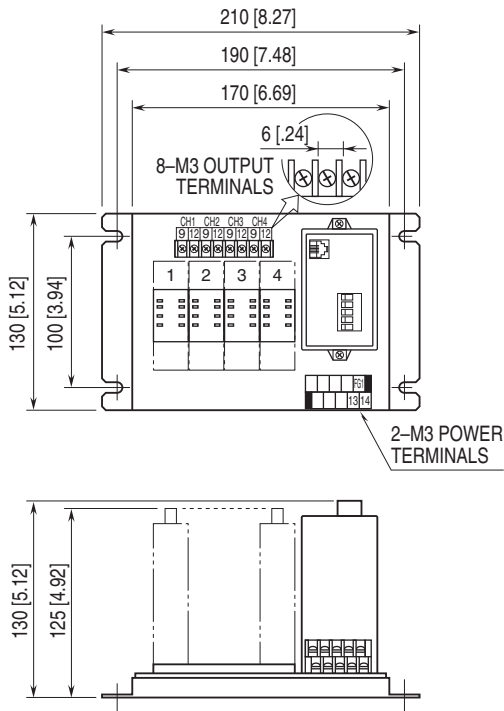 210 [8.27]
190 [7.48]
170 [6.69]
6 [.24]
8–M3 OUTPUT
TERMINALS
CH1 CH2 CH3 CH4
9 12 9 12 9 12 9 12
1 2 3 4
130 [5.12]
100 [3.94]
FG1
13 14
2–M3 POWER
TERMINALS
130 [5.12]
125 [4.92]